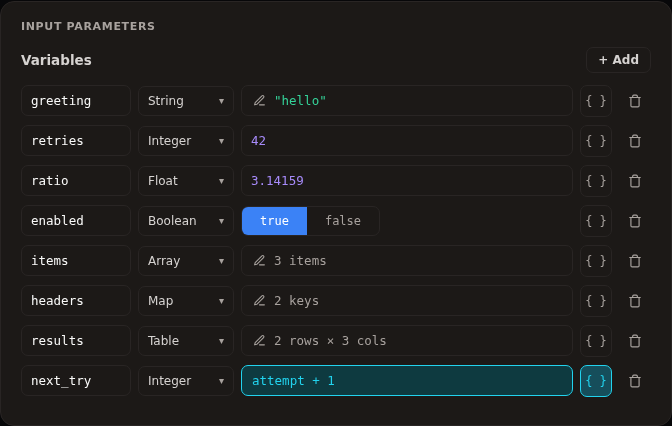 INPUT PARAMETERS
Variables + Add
greeting String "hello" { }
retries Integer 42 { }
ratio Float 3.14159 { }
enabled Boolean true false { }
items Array 3 items { }
headers Map 2 keys { }
results Table 2 rows × 3 cols { }
next_try Integer attempt + 1 { }